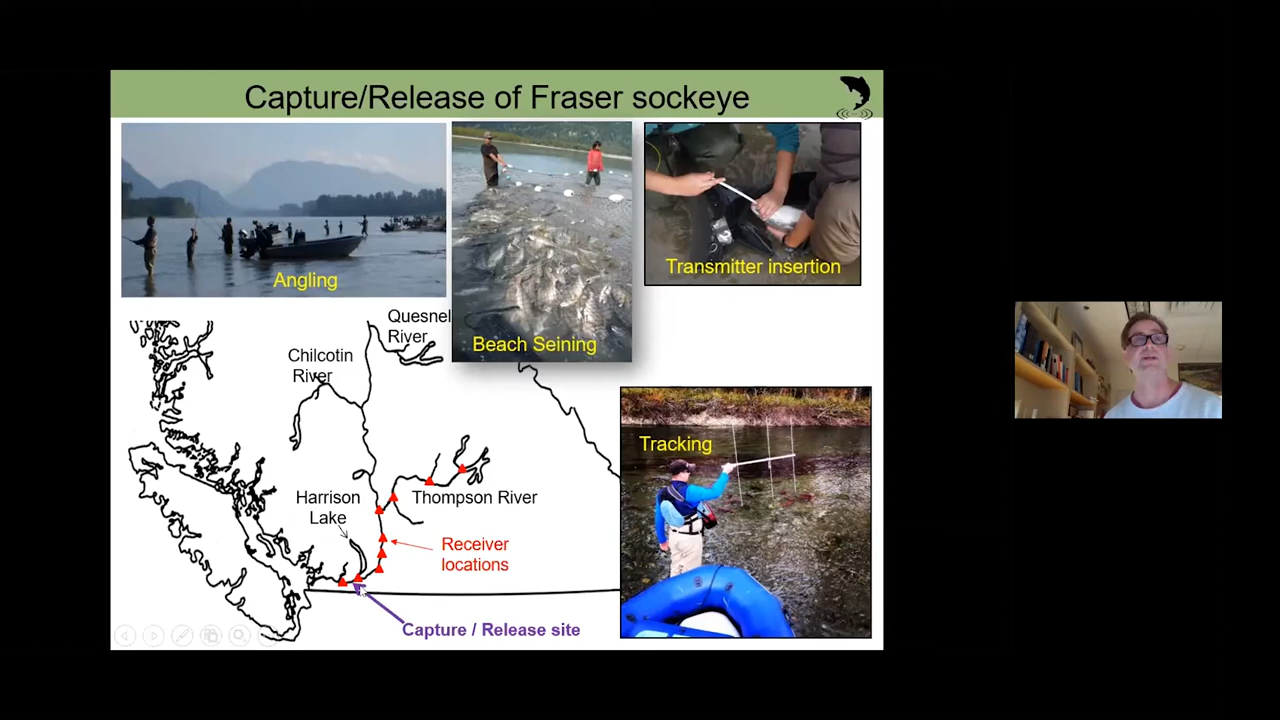 Capture/Release of Fraser sockeye
Angling
Beach Seining
Transmitter insertion
Quesnel
River
Chilcotin
River
Tracking
Harrison
Lake
Thompson River
Receiver
locations
Capture / Release site